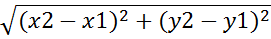 √(x2 − x1)² + (y2 − y1)²